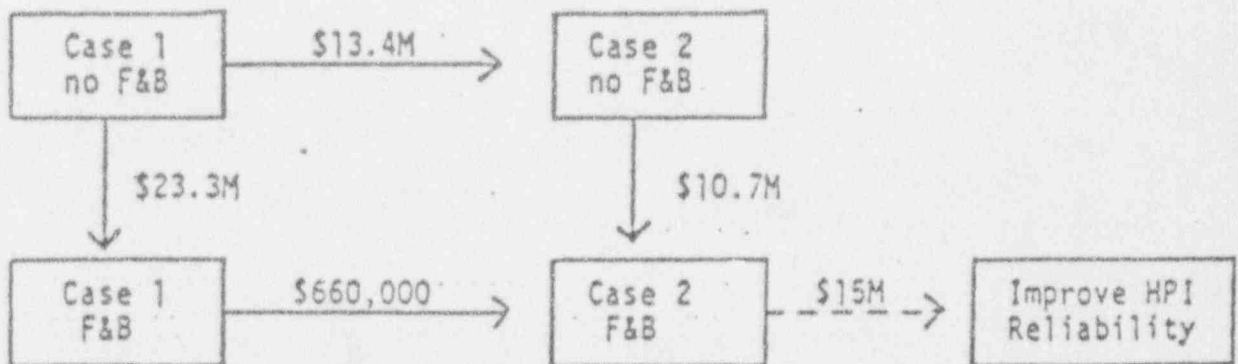 Case 1
no F&B
$13.4M
Case 2
no F&B
$23.3M
$10.7M
Case 1
F&B
$660,000
Case 2
F&B
$15M
Improve HPI
Reliability